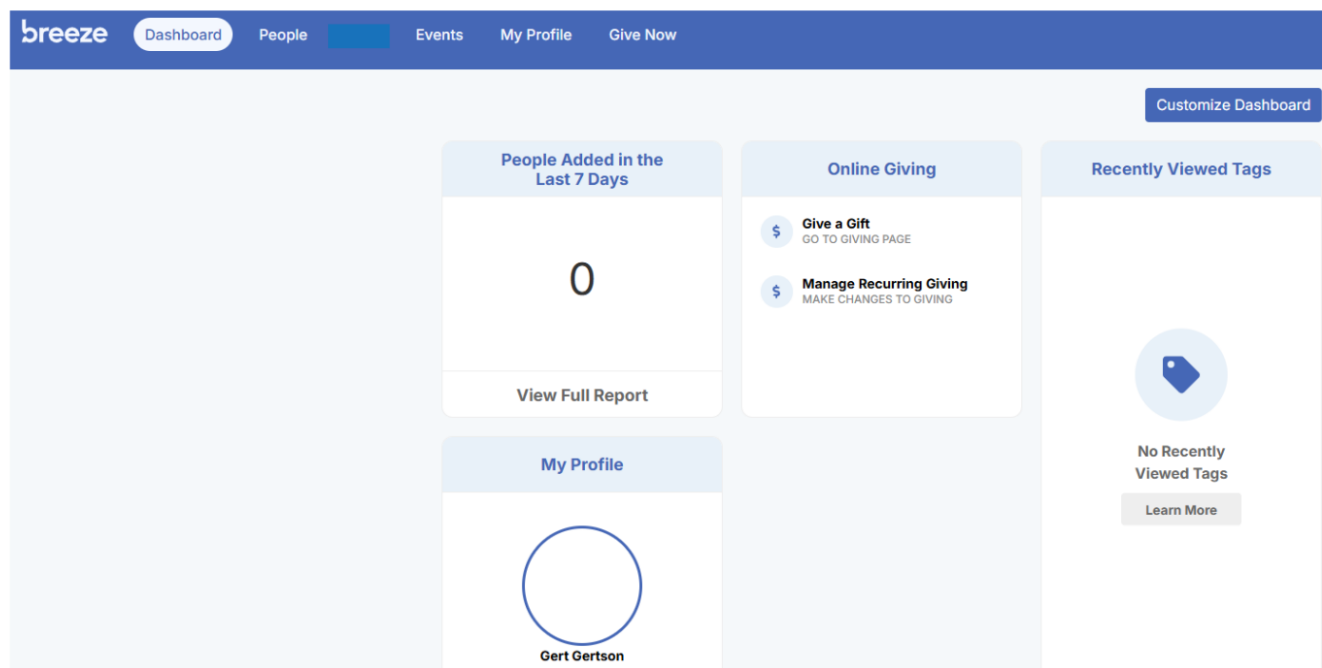 breeze Dashboard People Events My Profile Give Now
Customize Dashboard
People Added in the
Last 7 Days
0
View Full Report
Online Giving
$ Give a Gift
GO TO GIVING PAGE
$ Manage Recurring Giving
MAKE CHANGES TO GIVING
Recently Viewed Tags
No Recently
Viewed Tags
Learn More
My Profile
Gert Gertson